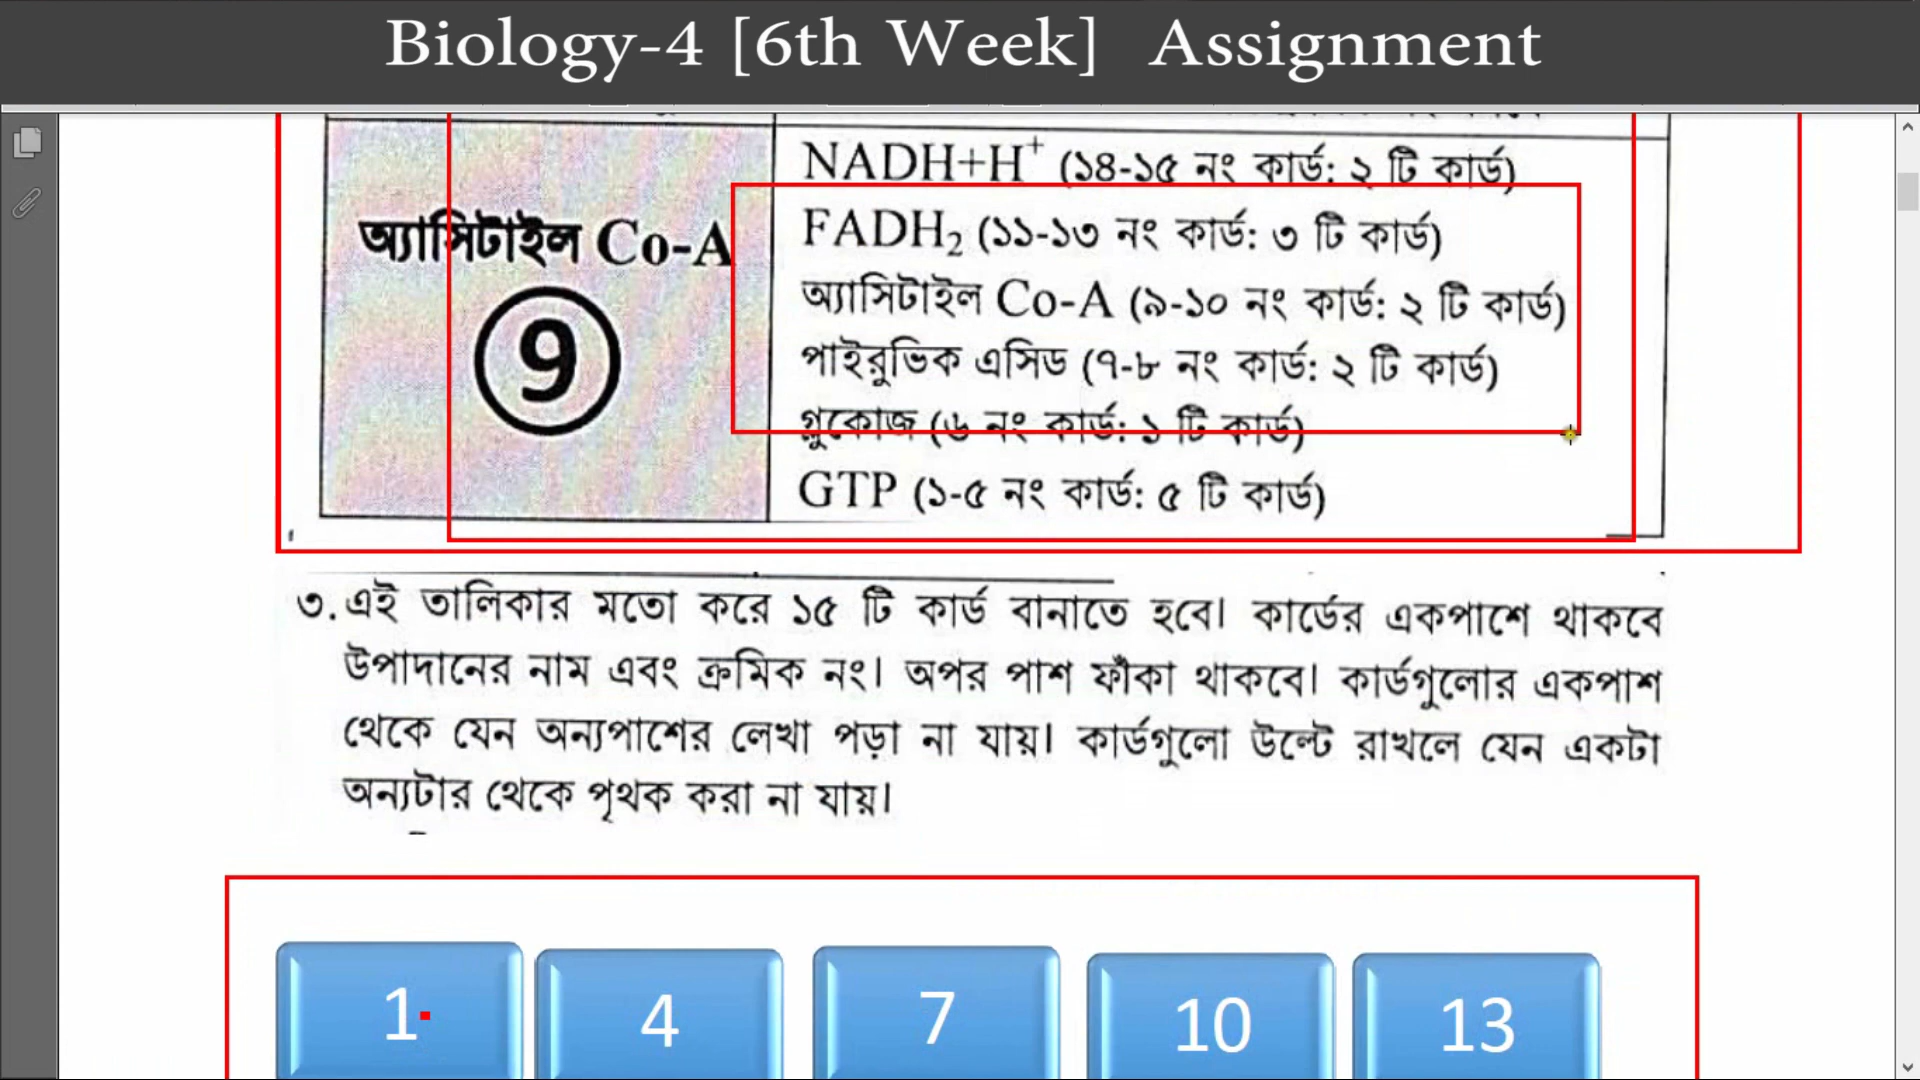 Biology-4 [6th Week] Assignment
NADH+H⁺ (১৪-১৫ নং কার্ড: ২ টি কার্ড)
অ্যাসিটাইল Co-A
9
FADH₂ (১১-১৩ নং কার্ড: ৩ টি কার্ড)
অ্যাসিটাইল Co-A (৯-১০ নং কার্ড: ২ টি কার্ড)
পাইরুভিক এসিড (৭-৮ নং কার্ড: ২ টি কার্ড)
গ্লুকোজ (৬ নং কার্ড: ১ টি কার্ড)
GTP (১-৫ নং কার্ড: ৫ টি কার্ড)
৩. এই তালিকার মতো করে ১৫ টি কার্ড বানাতে হবে। কার্ডের একপাশে থাকবে
উপাদানের নাম এবং ক্রমিক নং। অপর পাশ ফাঁকা থাকবে। কার্ডগুলোর একপাশ
থেকে যেন অন্যপাশের লেখা পড়া না যায়। কার্ডগুলো উল্টে রাখলে যেন একটা
অন্যটার থেকে পৃথক করা না যায়।
1 4 7 10 13